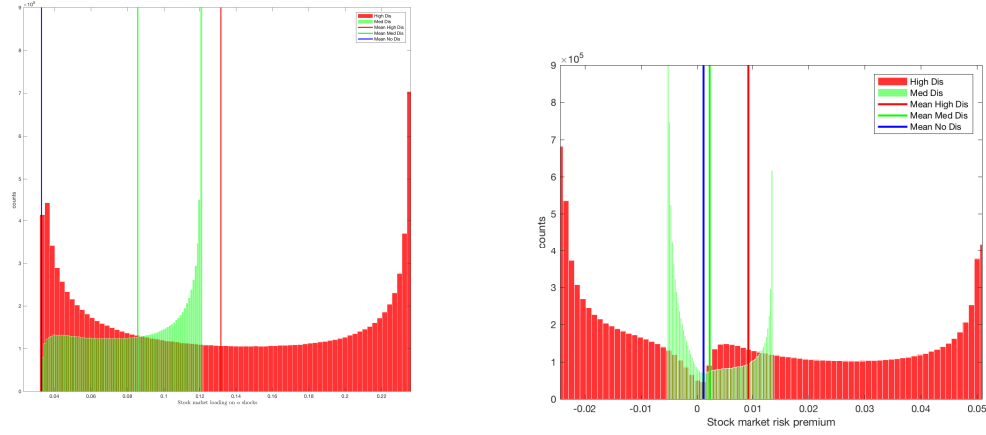 ×10⁵
9
8
7
6
5
4
3
2
1
0
counts
0.04
0.06
0.08
0.1
0.12
0.14
0.16
0.18
0.2
0.22
Stock market loading on α shocks
High Dis
Med Dis
Mean High Dis
Mean Med Dis
Mean No Dis
×10⁵
9
8
7
6
5
4
3
2
1
0
counts
-0.02
-0.01
0
0.01
0.02
0.03
0.04
0.05
Stock market risk premium
High Dis
Med Dis
Mean High Dis
Mean Med Dis
Mean No Dis